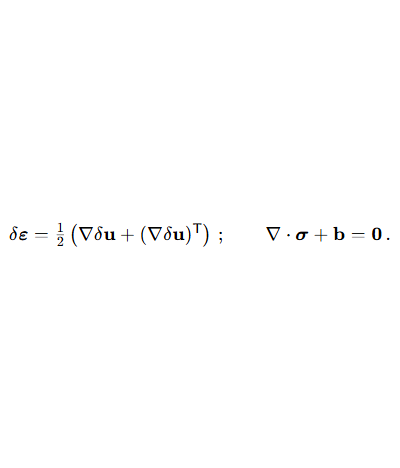 δ𝜺 = ½ (∇δ𝐮 + (∇δ𝐮)ᵀ) ; ∇ · 𝝈 + 𝐛 = 𝟎 .